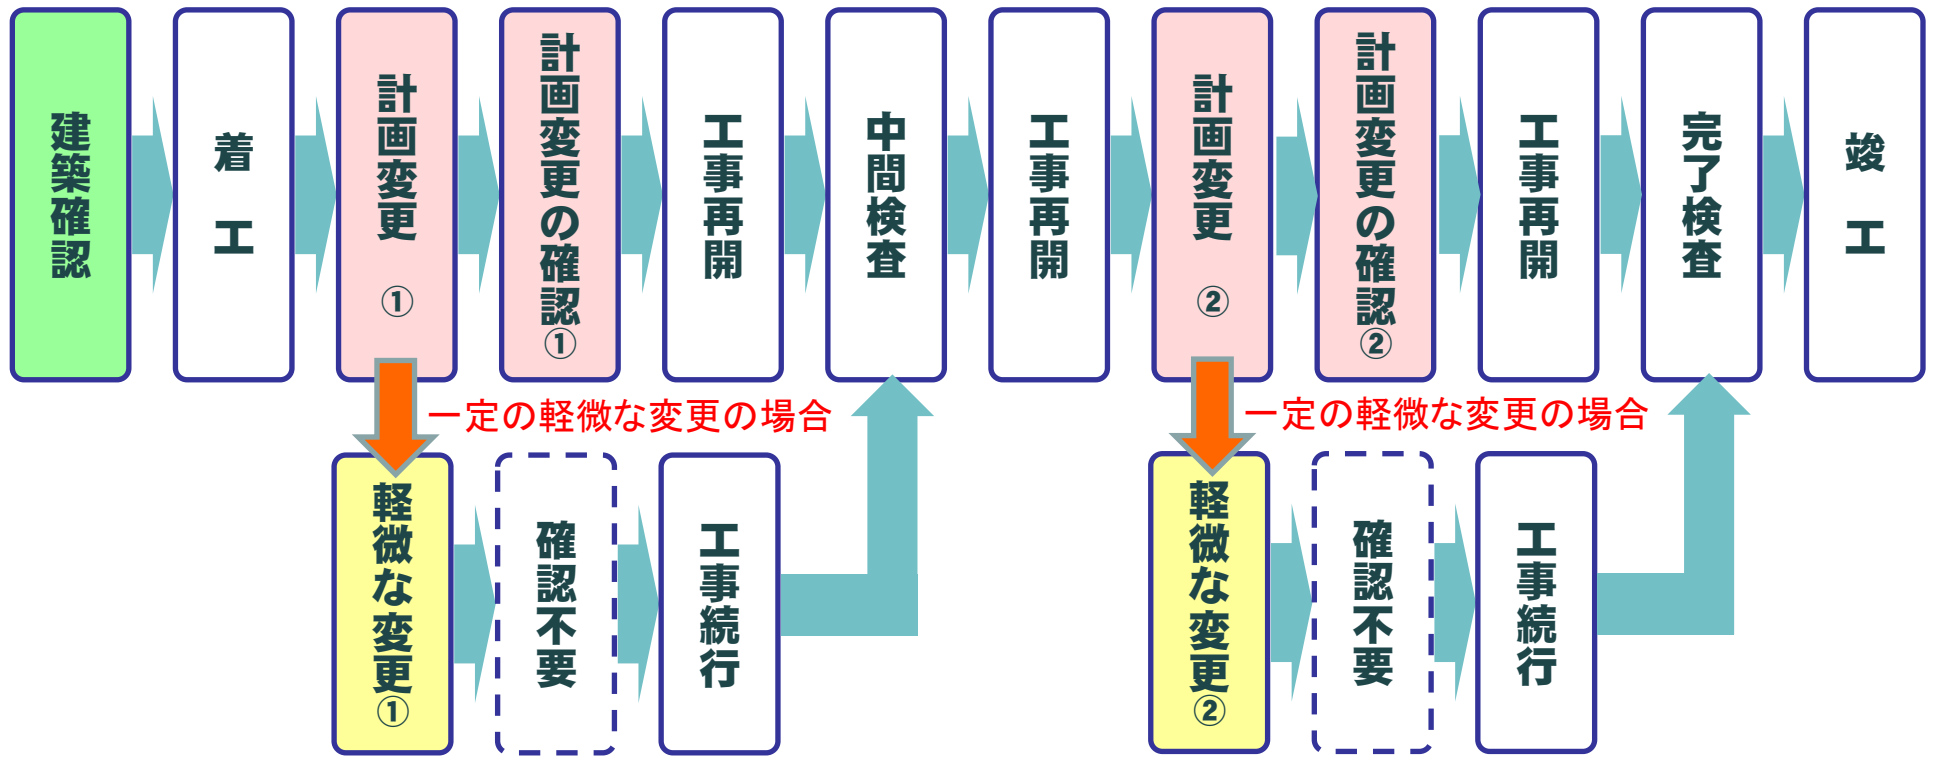 建築確認
着工
計画変更①
計画変更の確認①
工事再開
中間検査
工事再開
計画変更②
計画変更の確認②
工事再開
完了検査
竣工
一定の軽微な変更の場合
一定の軽微な変更の場合
軽微な変更①
確認不要
工事続行
軽微な変更②
確認不要
工事続行